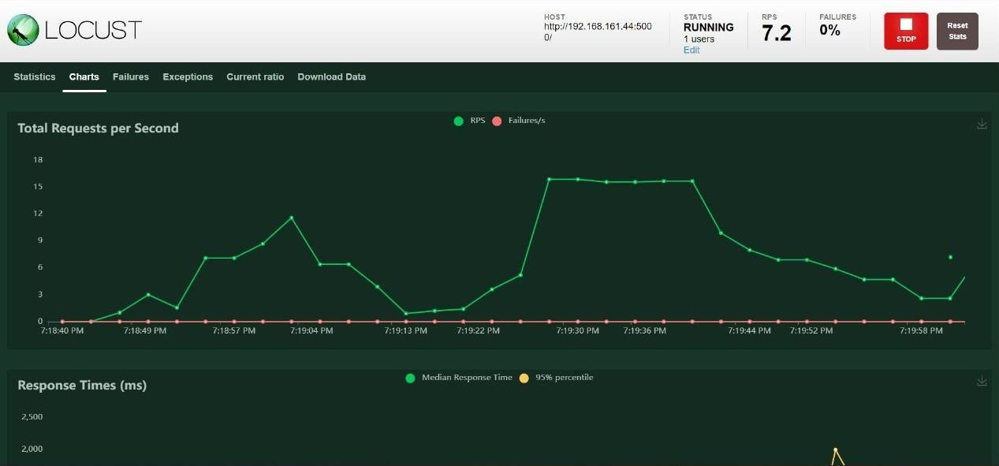 LOCUST
HOST
http://192.168.161.44:500
0/
STATUS
RUNNING
1 users
Edit
RPS
7.2
FAILURES
0%
STOP
Reset
Stats
Statistics Charts Failures Exceptions Current ratio Download Data
Total Requests per Second
RPS Failures/s
18
15
12
9
6
3
0
7:18:40 PM 7:18:49 PM 7:18:57 PM 7:19:04 PM 7:19:13 PM 7:19:22 PM 7:19:30 PM 7:19:36 PM 7:19:44 PM 7:19:52 PM 7:19:58 PM
Response Times (ms)
Median Response Time 95% percentile
2,500
2,000